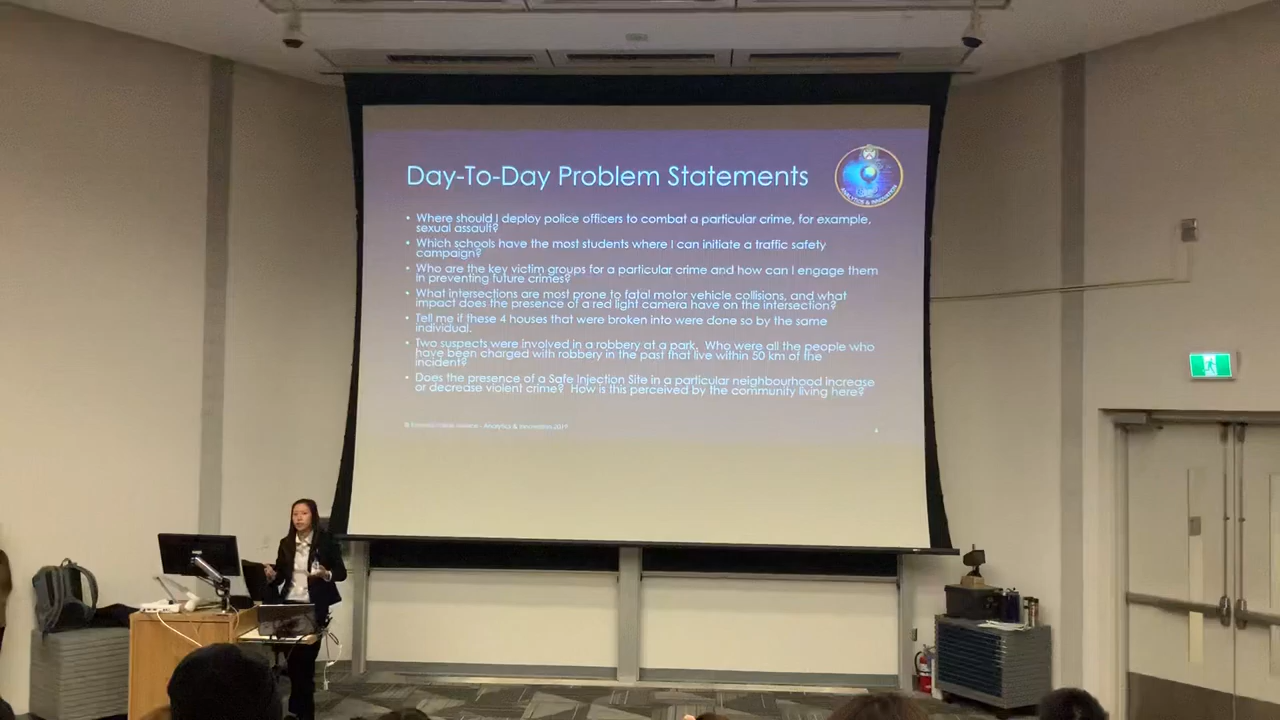 Day-To-Day Problem Statements
ANALYTICS & INNOVATION
• Where should I deploy police officers to combat a particular crime, for example,
sexual assault?
• Which schools have the most students where I can initiate a traffic safety
campaign?
• Who are the key victim groups for a particular crime and how can I engage them
in preventing future crimes?
• What intersections are most prone to fatal motor vehicle collisions, and what
impact does the presence of a red light camera have on the intersection?
• Tell me if these 4 houses that were broken into were done so by the same
individual.
• Two suspects were involved in a robbery at a park. Who were all the people who
have been charged with robbery in the past that live within 50 km of the
incident?
• Does the presence of a Safe Injection Site in a particular neighbourhood increase
or decrease violent crime? How is this perceived by the community living here?
© Police - Analytics & Innovation 2019